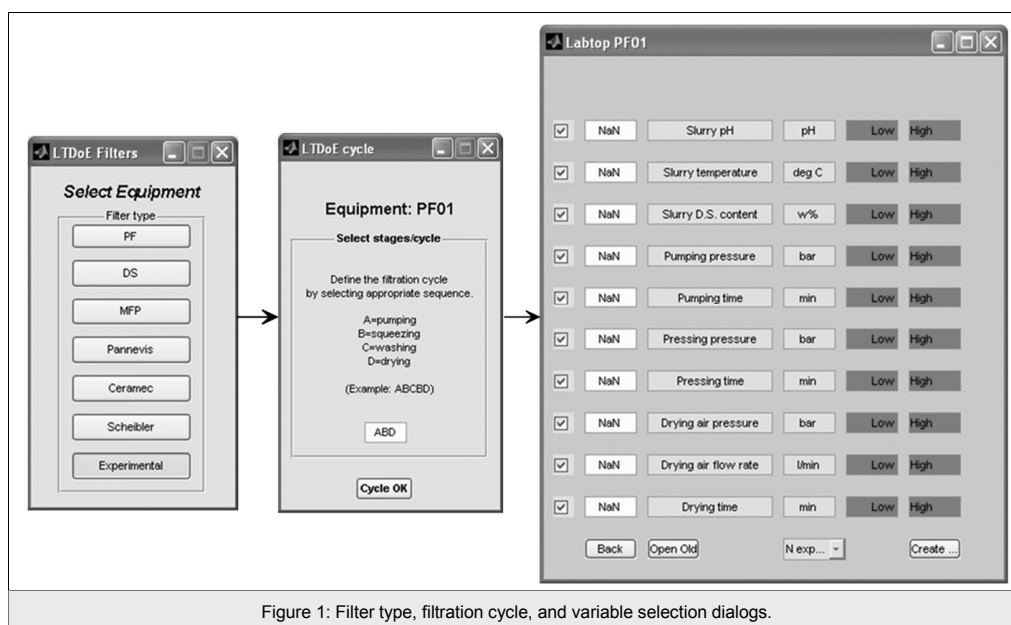 LTDoE Filters
Select Equipment
Filter type
PF
DS
MFP
Pannevis
Ceramec
Scheibler
Experimental
LTDoE cycle
Equipment: PF01
Select stages/cycle
Define the filtration cycle
by selecting appropriate sequence.
A=pumping
B=squeezing
C=washing
D=drying
(Example: ABCBD)
ABD
Cycle OK
Labtop PF01
NaN Slurry pH pH Low High
NaN Slurry temperature deg C Low High
NaN Slurry D.S. content w% Low High
NaN Pumping pressure bar Low High
NaN Pumping time min Low High
NaN Pressing pressure bar Low High
NaN Pressing time min Low High
NaN Drying air pressure bar Low High
NaN Drying air flow rate l/min Low High
NaN Drying time min Low High
Back Open Old N exp... Create ...
Figure 1: Filter type, filtration cycle, and variable selection dialogs.